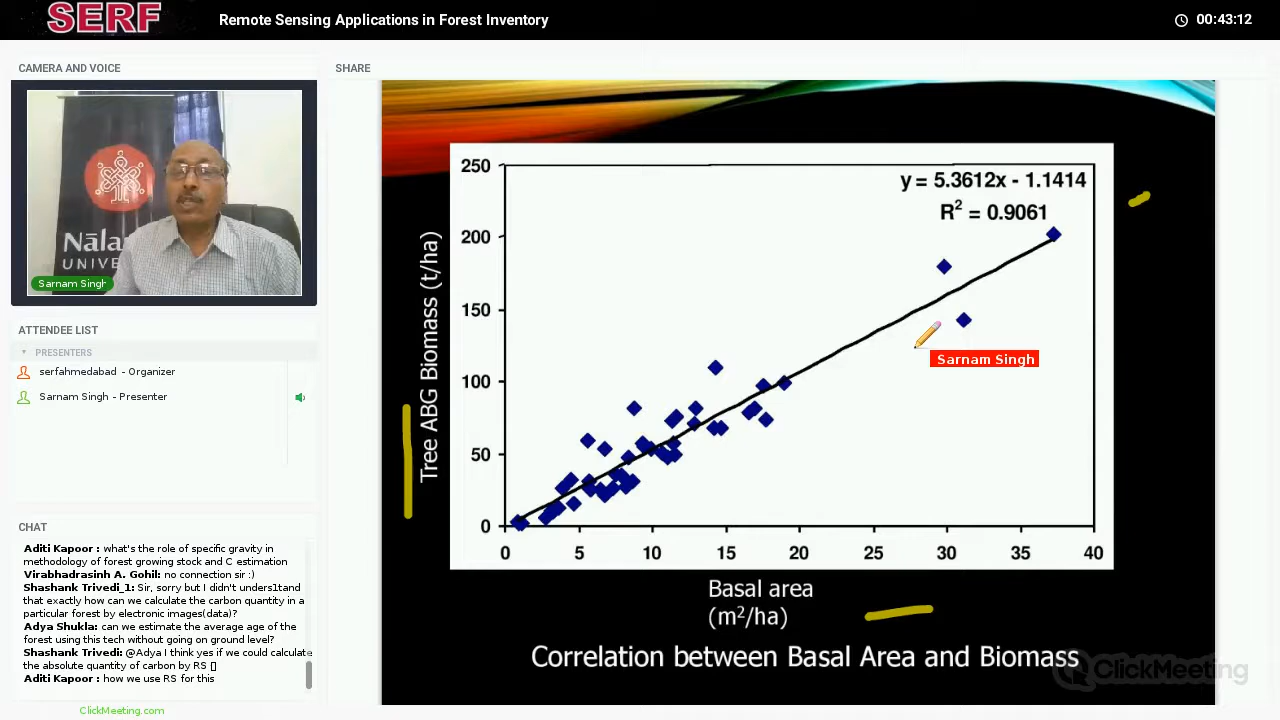 SERF
Remote Sensing Applications in Forest Inventory
00:43:12
CAMERA AND VOICE
SHARE
Nālan
UNIVE
Sarnam Singh
ATTENDEE LIST
PRESENTERS
serfahmedabad - Organizer
Sarnam Singh - Presenter
CHAT
Aditi Kapoor : what's the role of specific gravity in
methodology of forest growing stock and C estimation
Virabhadrasinh A. Gohil: no connection sir :)
Shashank Trivedi_1: Sir, sorry but I didn't unders1tand
that exactly how can we calculate the carbon quantity in a
particular forest by electronic images(data)?
Adya Shukla: can we estimate the average age of the
forest using this tech without going on ground level?
Shashank Trivedi: @Adya I think yes if we could calculate
the absolute quantity of carbon by RS []
Aditi Kapoor : how we use RS for this
ClickMeeting.com
y = 5.3612x - 1.1414
R² = 0.9061
Tree ABG Biomass (t/ha)
250
200
150
100
50
0
0 5 10 15 20 25 30 35 40
Sarnam Singh
Basal area
(m²/ha)
Correlation between Basal Area and Biomass
ClickMeeting